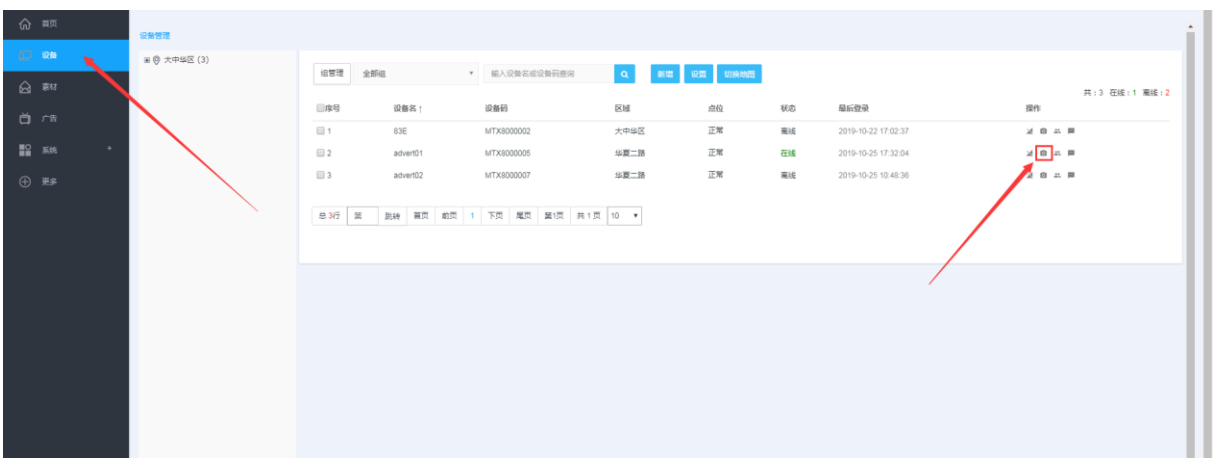 首页
设备
素材
广告
系统 +
更多
设备管理
大中华区 (3)
组管理 全部组 输入设备名或设备码查询 新增 设置 切换地图
共：3 在线：1 离线：2
序号 设备名↑ 设备码 区域 点位 状态 最后登录 操作
1 83E MTX8000002 大中华区 正常 离线 2019-10-22 17:02:37
2 advert01 MTX8000005 华夏二路 正常 在线 2019-10-25 17:32:04
3 advert02 MTX8000007 华夏二路 正常 离线 2019-10-25 10:48:36
总 3行 第 跳转 首页 前页 1 下页 尾页 第1页 共 1 页 10